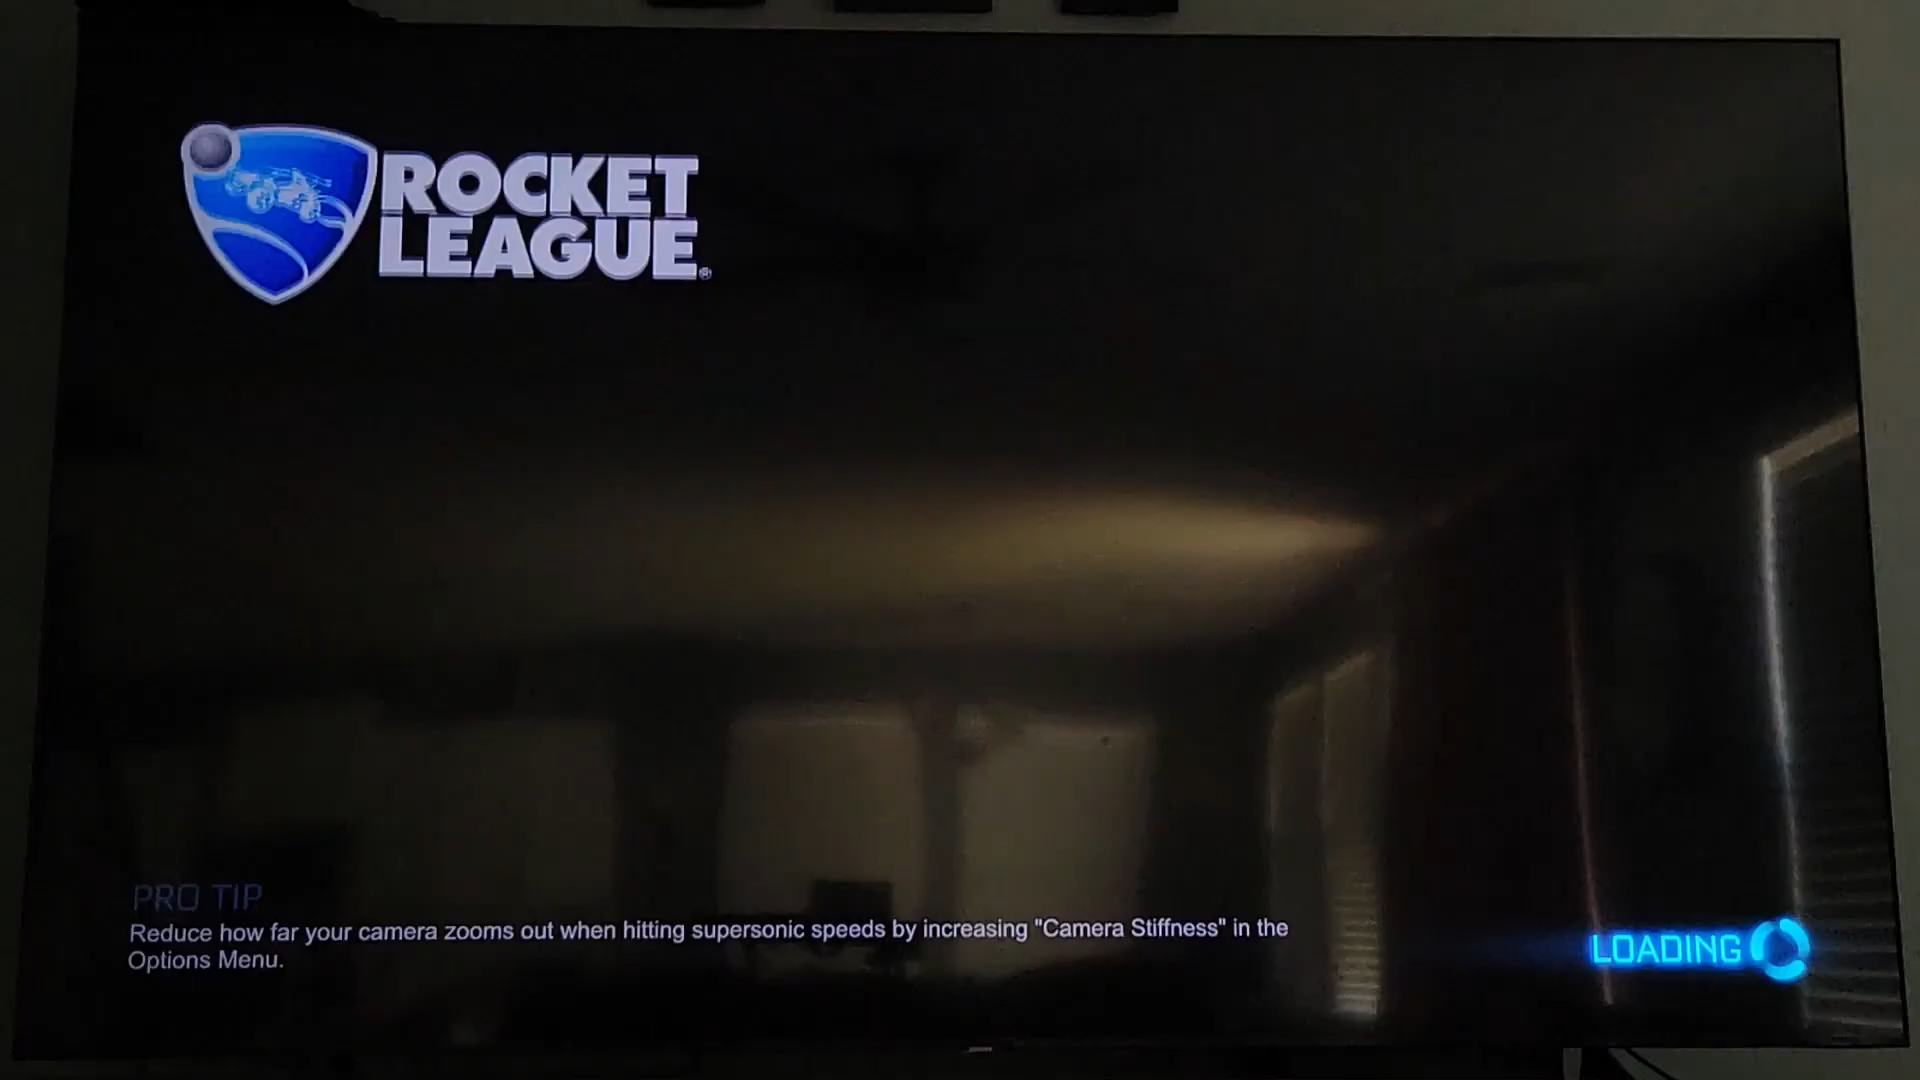 ROCKET
LEAGUE®
PRO TIP
Reduce how far your camera zooms out when hitting supersonic speeds by increasing "Camera Stiffness" in the
Options Menu.
LOADING